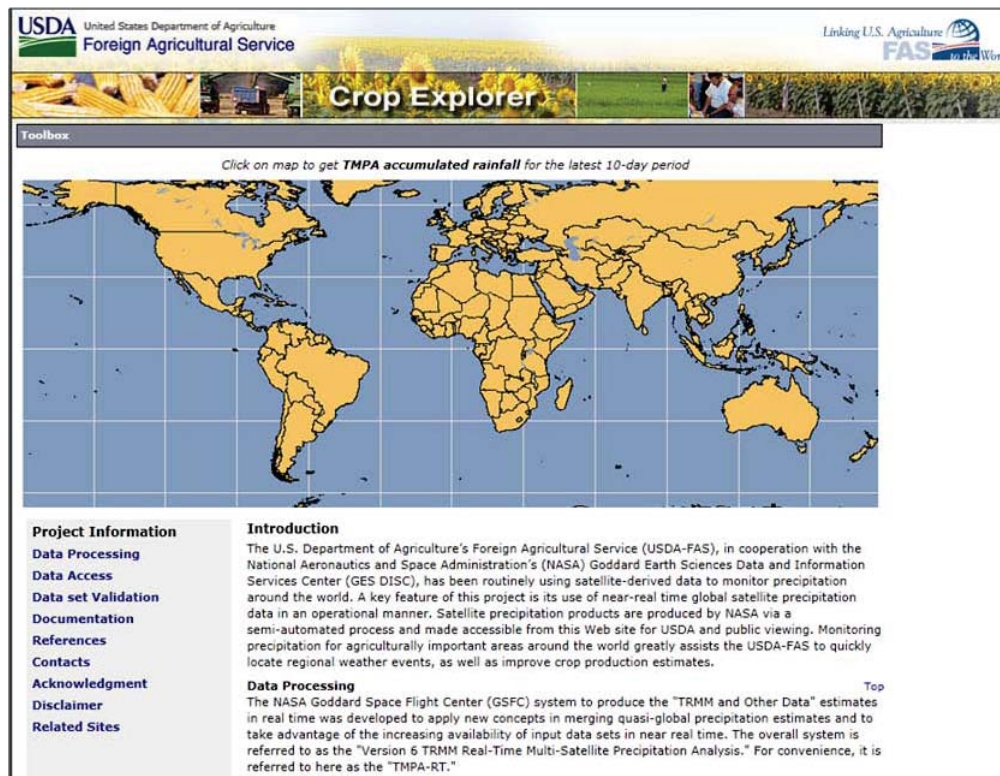 USDA United States Department of Agriculture
Foreign Agricultural Service
Linking U.S. Agriculture
FAS to the Wor
Crop Explorer
Toolbox
Click on map to get TMPA accumulated rainfall for the latest 10-day period
Project Information
Data Processing
Data Access
Data set Validation
Documentation
References
Contacts
Acknowledgment
Disclaimer
Related Sites
Introduction
The U.S. Department of Agriculture's Foreign Agricultural Service (USDA-FAS), in cooperation with the
National Aeronautics and Space Administration's (NASA) Goddard Earth Sciences Data and Information
Services Center (GES DISC), has been routinely using satellite-derived data to monitor precipitation
around the world. A key feature of this project is its use of near-real time global satellite precipitation
data in an operational manner. Satellite precipitation products are produced by NASA via a
semi-automated process and made accessible from this Web site for USDA and public viewing. Monitoring
precipitation for agriculturally important areas around the world greatly assists the USDA-FAS to quickly
locate regional weather events, as well as improve crop production estimates.
Data Processing Top
The NASA Goddard Space Flight Center (GSFC) system to produce the "TRMM and Other Data" estimates
in real time was developed to apply new concepts in merging quasi-global precipitation estimates and to
take advantage of the increasing availability of input data sets in near real time. The overall system is
referred to as the "Version 6 TRMM Real-Time Multi-Satellite Precipitation Analysis." For convenience, it is
referred to here as the "TMPA-RT."